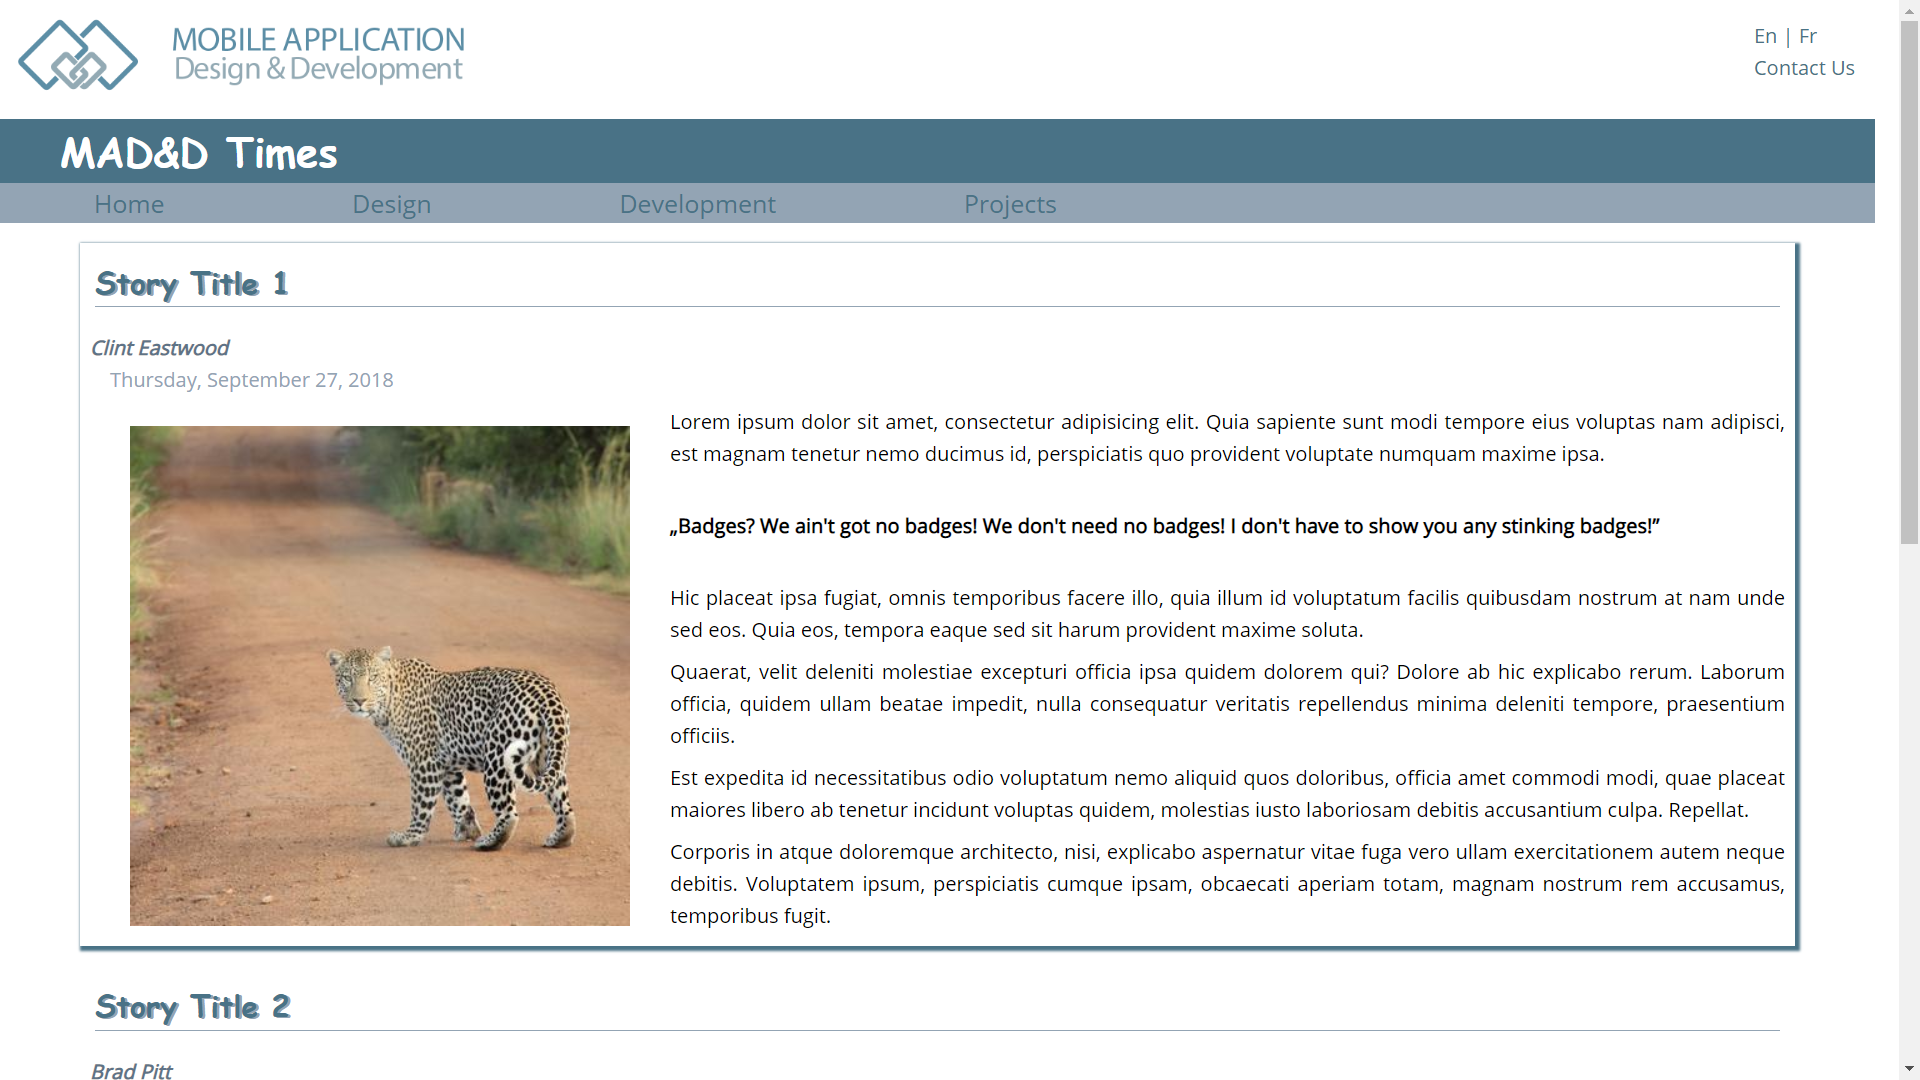 MOBILE APPLICATION
Design & Development
En | Fr
Contact Us
MAD&D Times
Home Design Development Projects
Story Title 1
Clint Eastwood
Thursday, September 27, 2018
Lorem ipsum dolor sit amet, consectetur adipisicing elit. Quia sapiente sunt modi tempore eius voluptas nam adipisci,
est magnam tenetur nemo ducimus id, perspiciatis quo provident voluptate numquam maxime ipsa.
„Badges? We ain't got no badges! We don't need no badges! I don't have to show you any stinking badges!”
Hic placeat ipsa fugiat, omnis temporibus facere illo, quia illum id voluptatum facilis quibusdam nostrum at nam unde
sed eos. Quia eos, tempora eaque sed sit harum provident maxime soluta.
Quaerat, velit deleniti molestiae excepturi officia ipsa quidem dolorem qui? Dolore ab hic explicabo rerum. Laborum
officia, quidem ullam beatae impedit, nulla consequatur veritatis repellendus minima deleniti tempore, praesentium
officiis.
Est expedita id necessitatibus odio voluptatum nemo aliquid quos doloribus, officia amet commodi modi, quae placeat
maiores libero ab tenetur incidunt voluptas quidem, molestias iusto laboriosam debitis accusantium culpa. Repellat.
Corporis in atque doloremque architecto, nisi, explicabo aspernatur vitae fuga vero ullam exercitationem autem neque
debitis. Voluptatem ipsum, perspiciatis cumque ipsam, obcaecati aperiam totam, magnam nostrum rem accusamus,
temporibus fugit.
Story Title 2
Brad Pitt